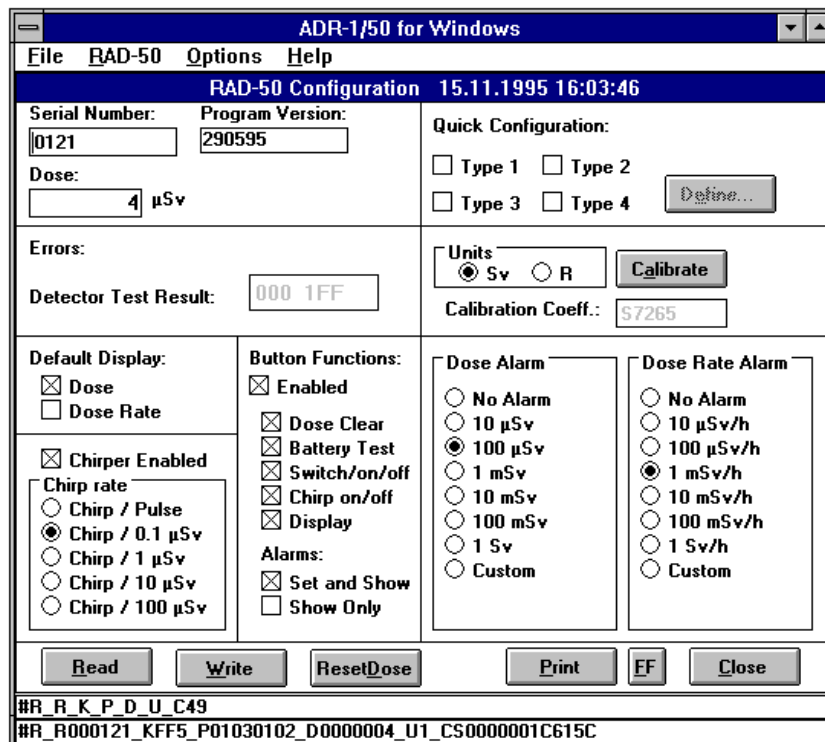 ADR-1/50 for Windows
File RAD-50 Options Help
RAD-50 Configuration 15.11.1995 16:03:46
Serial Number: Program Version:
0121 290595
Dose:
4 µSv
Quick Configuration:
Type 1 Type 2
Type 3 Type 4 Define...
Errors:
Detector Test Result: 000 1FF
Units
Sv R Calibrate
Calibration Coeff.: S7265
Default Display:
Dose
Dose Rate
Chirper Enabled
Chirp rate
Chirp / Pulse
Chirp / 0.1 µSv
Chirp / 1 µSv
Chirp / 10 µSv
Chirp / 100 µSv
Button Functions:
Enabled
Dose Clear
Battery Test
Switch/on/off
Chirp on/off
Display
Alarms:
Set and Show
Show Only
Dose Alarm
No Alarm
10 µSv
100 µSv
1 mSv
10 mSv
100 mSv
1 Sv
Custom
Dose Rate Alarm
No Alarm
10 µSv/h
100 µSv/h
1 mSv/h
10 mSv/h
100 mSv/h
1 Sv/h
Custom
Read Write ResetDose Print FF Close
#R_R_K_P_D_U_C49
#R_R000121_KFF5_P01030102_D0000004_U1_CS0000001C615C